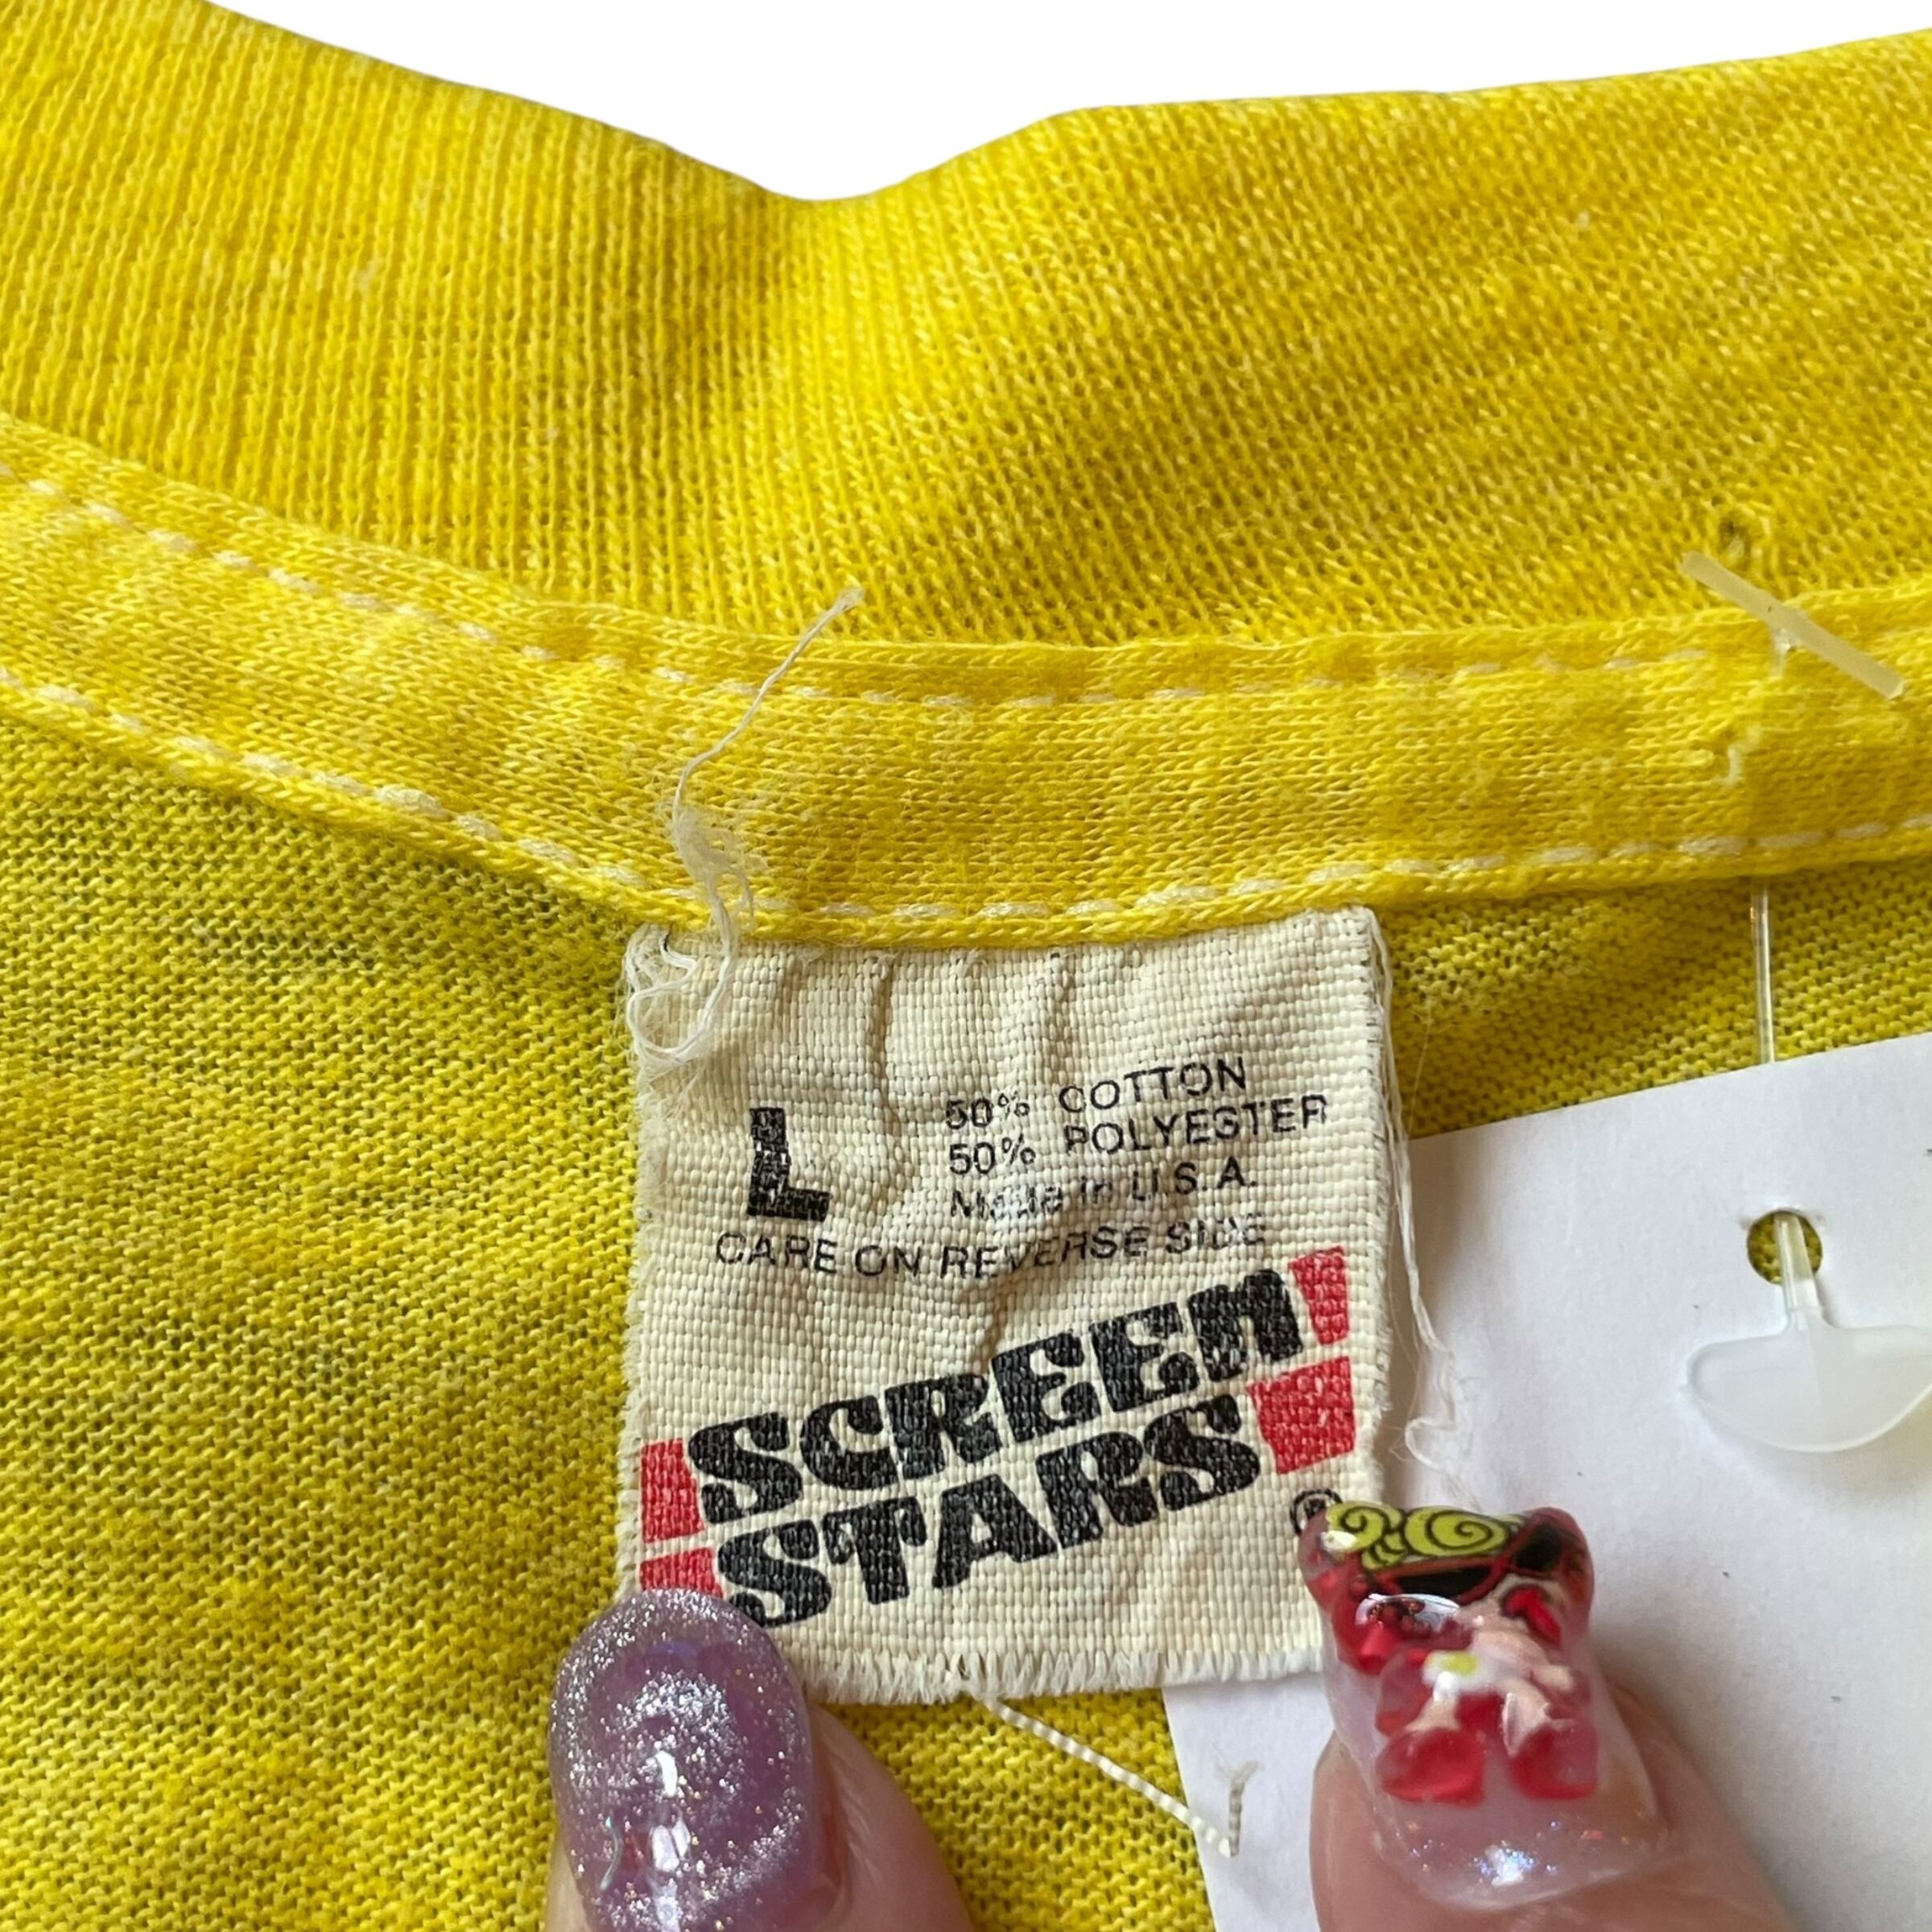 L
50% COTTON
50% POLYESTER
Made in U.S.A.
CARE ON REVERSE SIDE
SCREEN
STARS
®